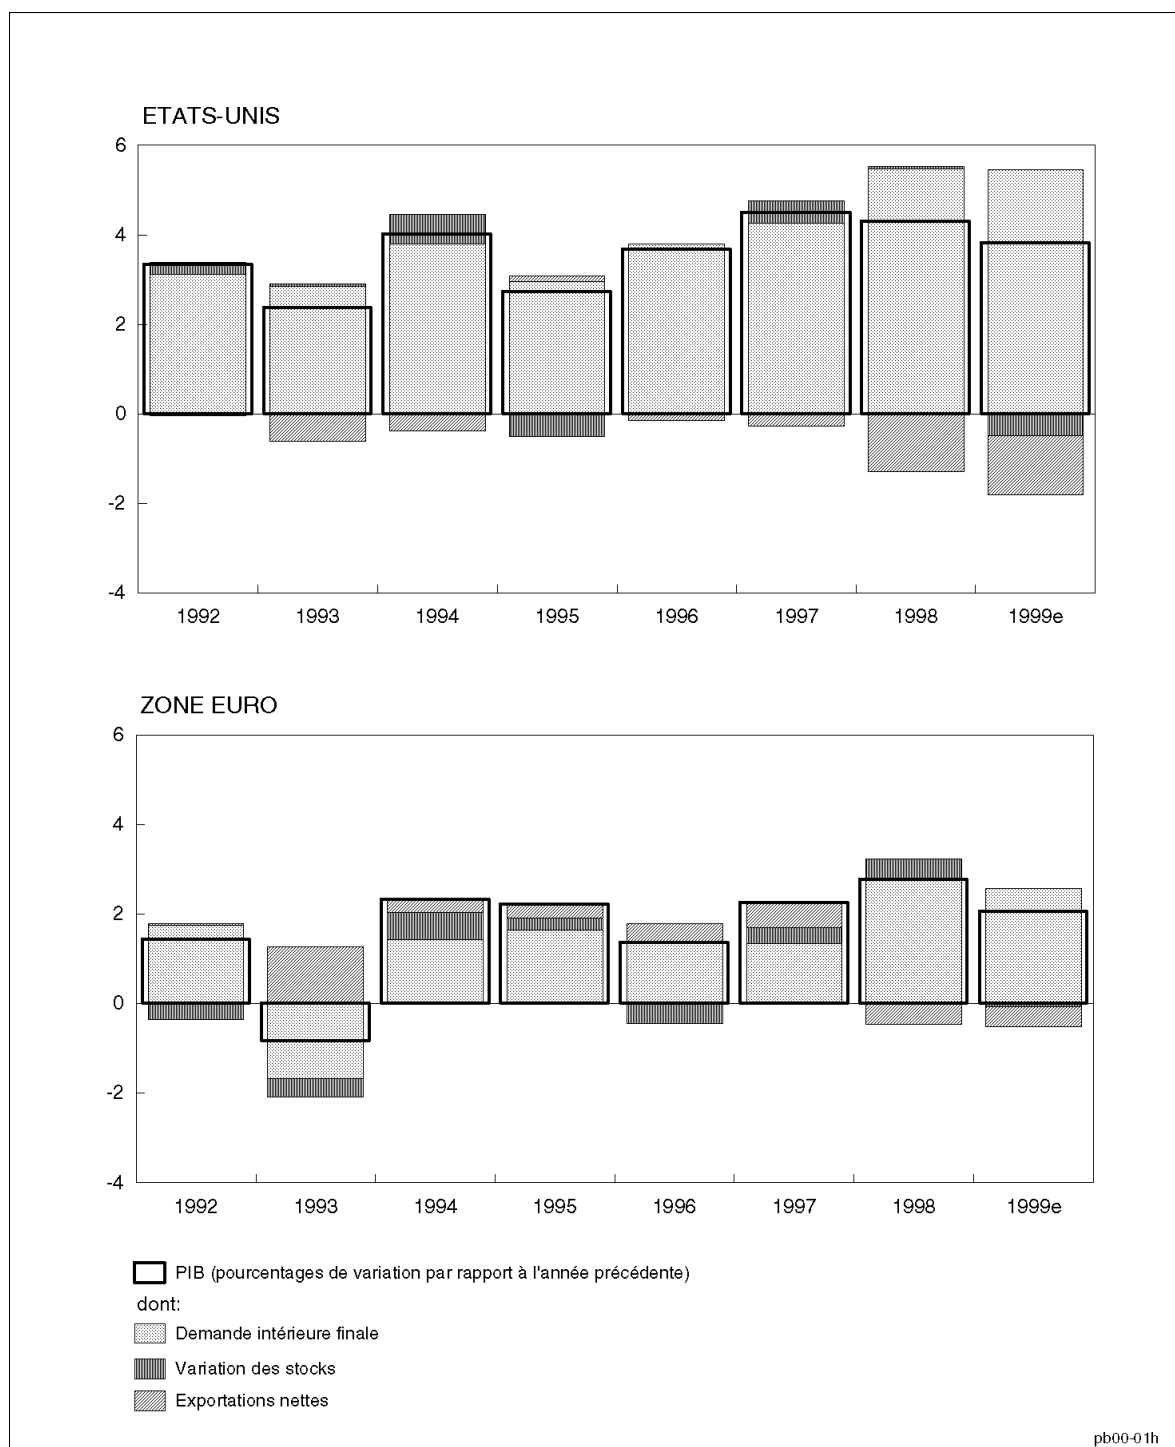 ETATS-UNIS
6
4
2
0
-2
-4
1992 1993 1994 1995 1996 1997 1998 1999e
ZONE EURO
6
4
2
0
-2
-4
1992 1993 1994 1995 1996 1997 1998 1999e
PIB (pourcentages de variation par rapport à l'année précédente)
dont:
Demande intérieure finale
Variation des stocks
Exportations nettes
pb00-01h